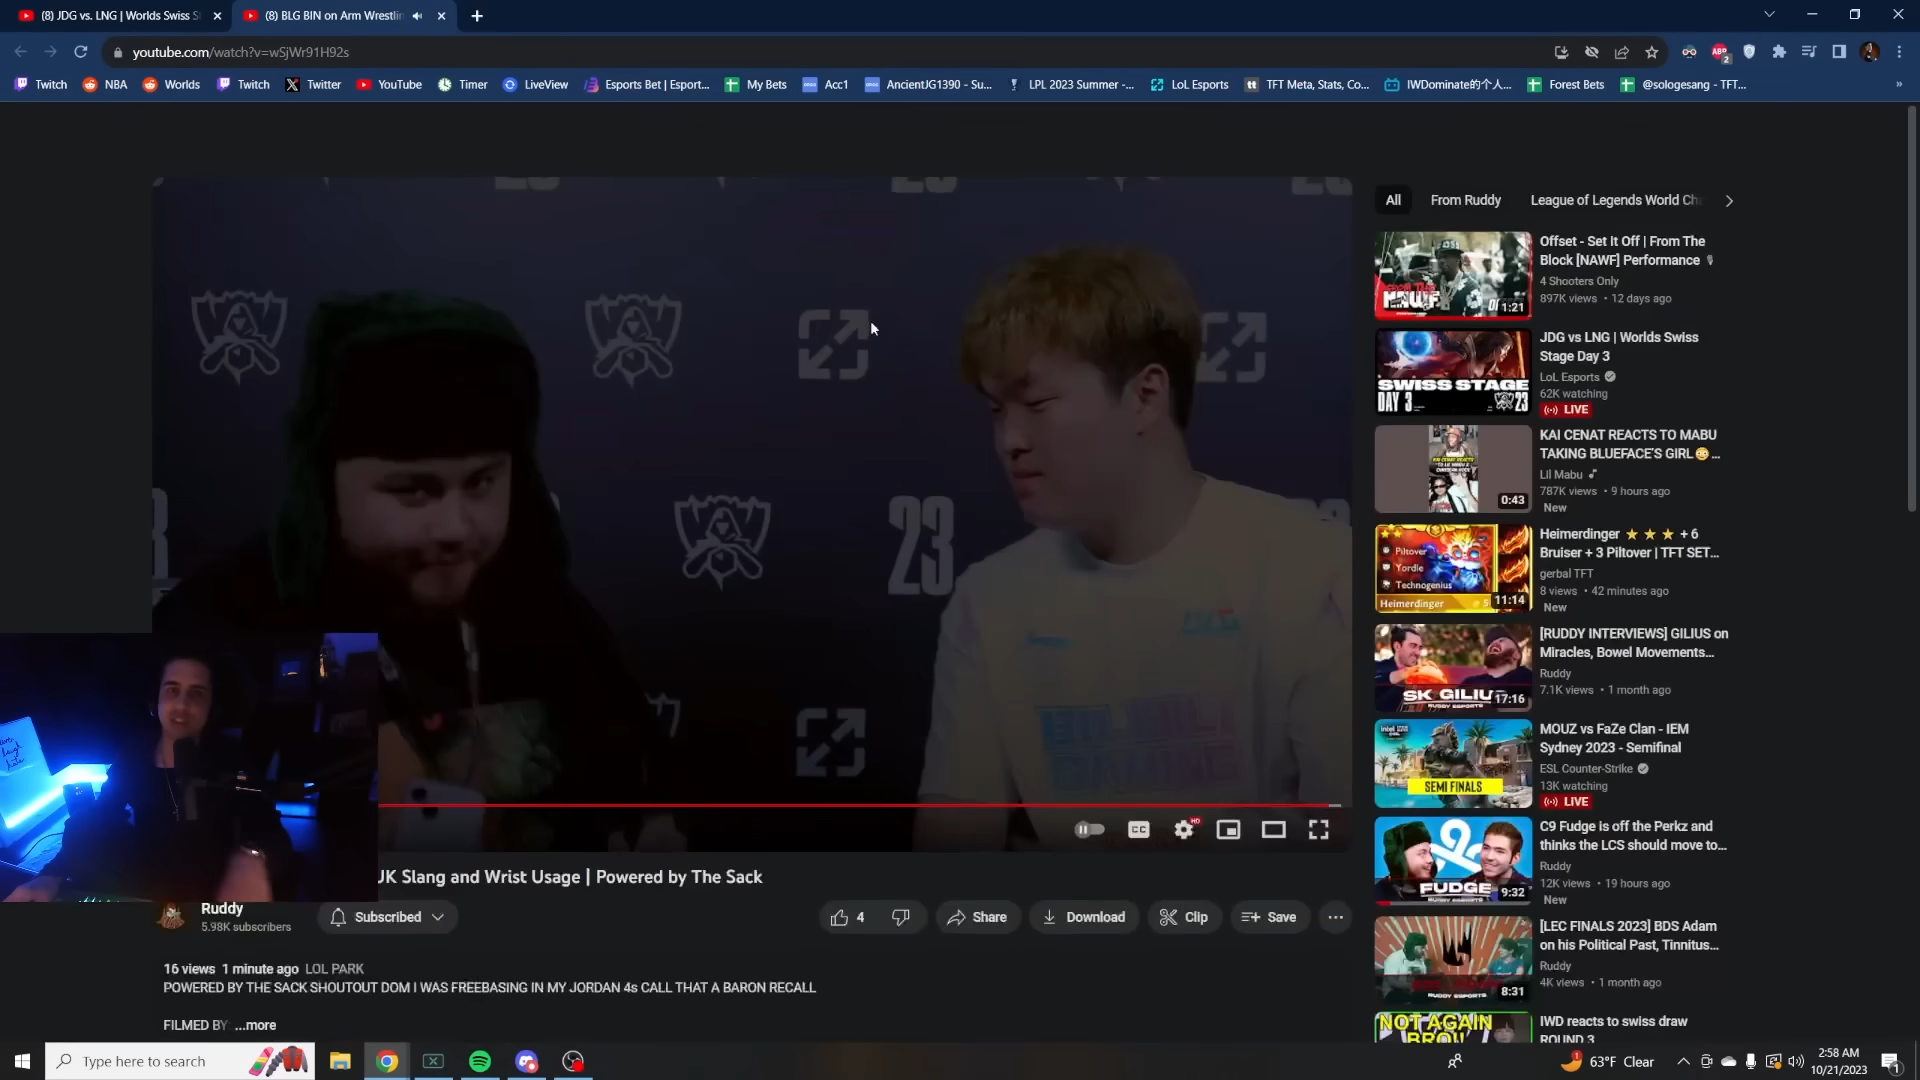 (8) JDG vs. LNG | Worlds Swiss S
(8) BLG BIN on Arm Wrestlin
youtube.com/watch?v=wSjWr91H92s
Twitch
NBA
Worlds
Twitch
Twitter
YouTube
Timer
LiveView
Esports Bet | Esport...
My Bets
Acc1
AncientJG1390 - Su...
LPL 2023 Summer -...
LoL Esports
TFT Meta, Stats, Co...
IWDominate的个人...
Forest Bets
@sologesang - TFT...
23
CC
HD
UK Slang and Wrist Usage | Powered by The Sack
Ruddy
5.98K subscribers
Subscribed
4
Share
Download
Clip
Save
16 views 1 minute ago LOL PARK
POWERED BY THE SACK SHOUTOUT DOM I WAS FREEBASING IN MY JORDAN 4s CALL THAT A BARON RECALL
FILMED BY: ...more
All
From Ruddy
League of Legends World Ch
NAWF
1:21
Offset - Set It Off | From The
Block [NAWF] Performance
4 Shooters Only
897K views • 12 days ago
SWISS STAGE
DAY 3
23
JDG vs LNG | Worlds Swiss
Stage Day 3
LoL Esports
62K watching
LIVE
0:43
KAI CENAT REACTS TO MABU
TAKING BLUEFACE'S GIRL😳...
Lil Mabu
787K views • 9 hours ago
New
Piltover
Yordle
Technogenius
Heimerdinger
11:14
Heimerdinger ⭐ ⭐ ⭐ + 6
Bruiser + 3 Piltover | TFT SET...
gerbal TFT
8 views • 42 minutes ago
New
SK GILIUS
17:16
[RUDDY INTERVIEWS] GILIUS on
Miracles, Bowel Movements...
Ruddy
7.1K views • 1 month ago
SEMI FINALS
MOUZ vs FaZe Clan - IEM
Sydney 2023 - Semifinal
ESL Counter-Strike
13K watching
LIVE
FUDGE
9:32
C9 Fudge is off the Perkz and
thinks the LCS should move to...
Ruddy
12K views • 19 hours ago
New
8:31
[LEC FINALS 2023] BDS Adam
on his Political Past, Tinnitus...
Ruddy
4K views • 1 month ago
NOT AGAIN
BRO!!
IWD reacts to swiss draw
ROUND 3
Type here to search
63°F Clear
2:58 AM
10/21/2023